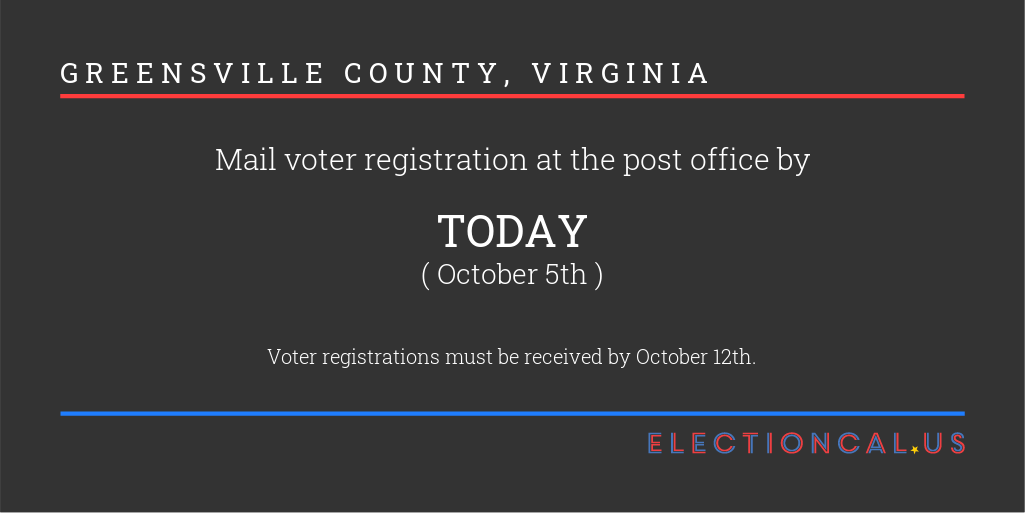 GREENSVILLE COUNTY, VIRGINIA
Mail voter registration at the post office by
TODAY
( October 5th )
Voter registrations must be received by October 12th.
ELECTIONCAL.US